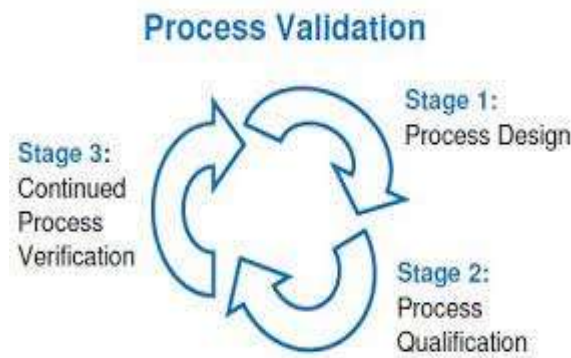 Process Validation
Stage 1:
Process Design
Stage 2:
Process
Qualification
Stage 3:
Continued
Process
Verification